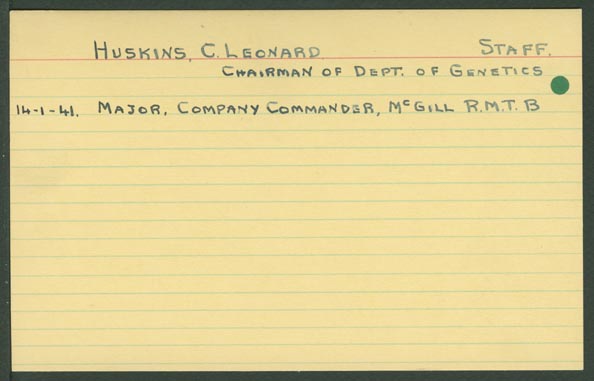 HUSKINS, C. LEONARD. STAFF.
CHAIRMAN OF DEPT. OF GENETICS
14-1-41. MAJOR, COMPANY COMMANDER, McGILL R.M.T. B